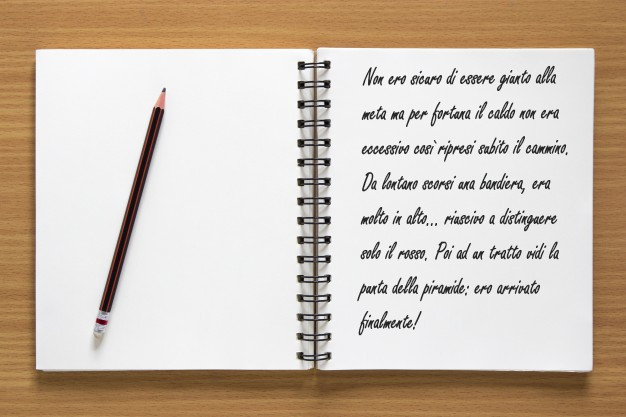 Non ero sicuro di essere giunto alla
meta ma per fortuna il caldo non era
eccessivo così ripresi subito il cammino.
Da lontano scorsi una bandiera, era
molto in alto... riuscivo a distinguere
solo il rosso. Poi ad un tratto vidi la
punta della piramide: ero arrivato
finalmente!